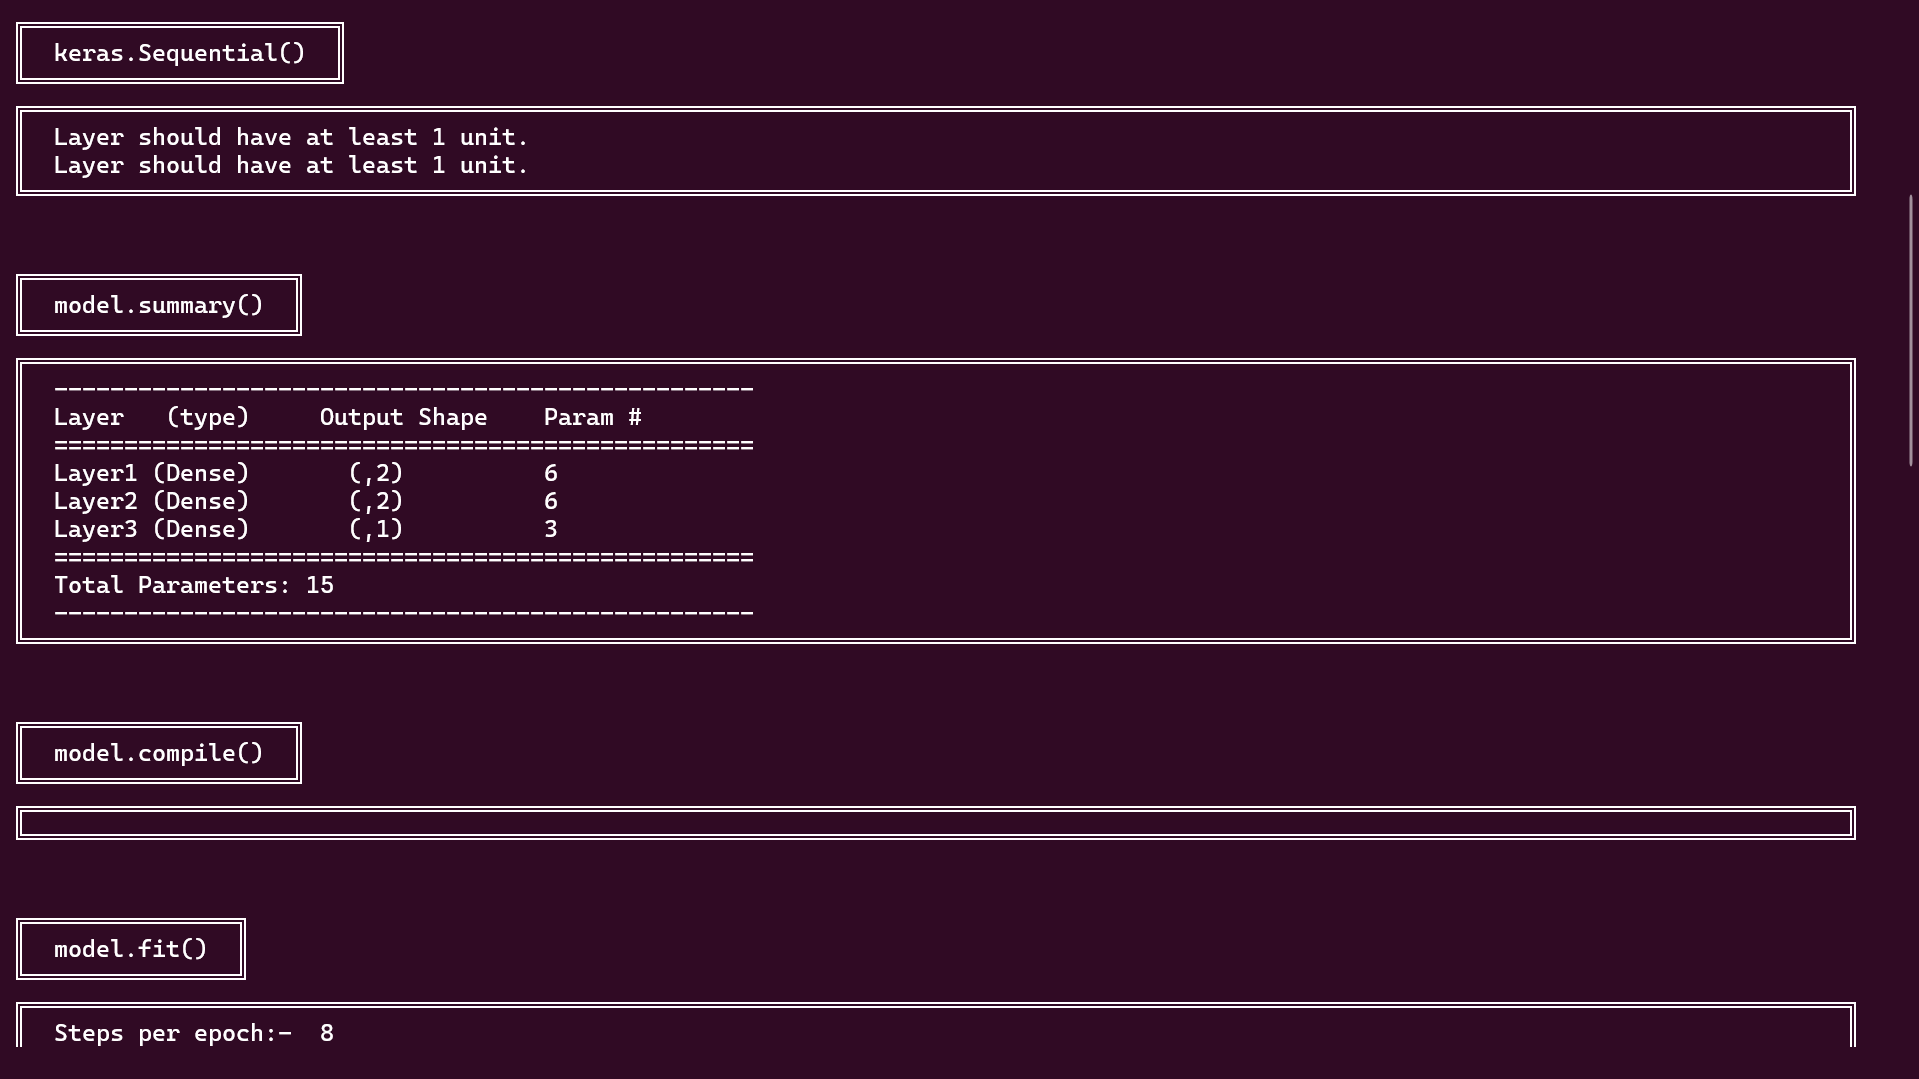 keras.Sequential()
Layer should have at least 1 unit.
Layer should have at least 1 unit.
model.summary()
--------------------------------------------------
Layer   (type)     Output Shape    Param #
==================================================
Layer1 (Dense)       (,2)          6
Layer2 (Dense)       (,2)          6
Layer3 (Dense)       (,1)          3
==================================================
Total Parameters: 15
--------------------------------------------------
model.compile()
model.fit()
Steps per epoch:-  8